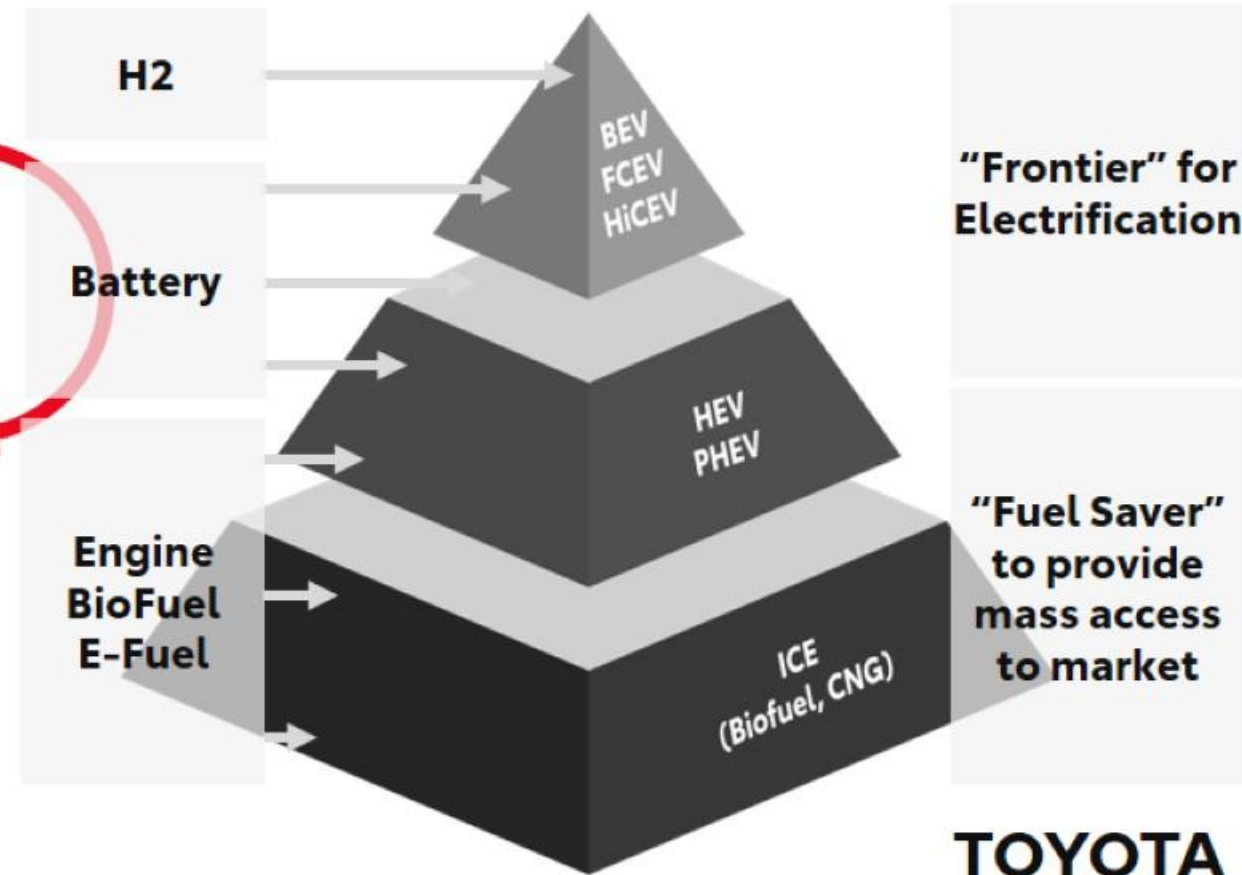 H2
Battery
Engine
BioFuel
E-Fuel
BEV
FCEV
HiCEV
HEV
PHEV
ICE
(Biofuel, CNG)
“Frontier” for
Electrification
“Fuel Saver”
to provide
mass access
to market
TOYOTA